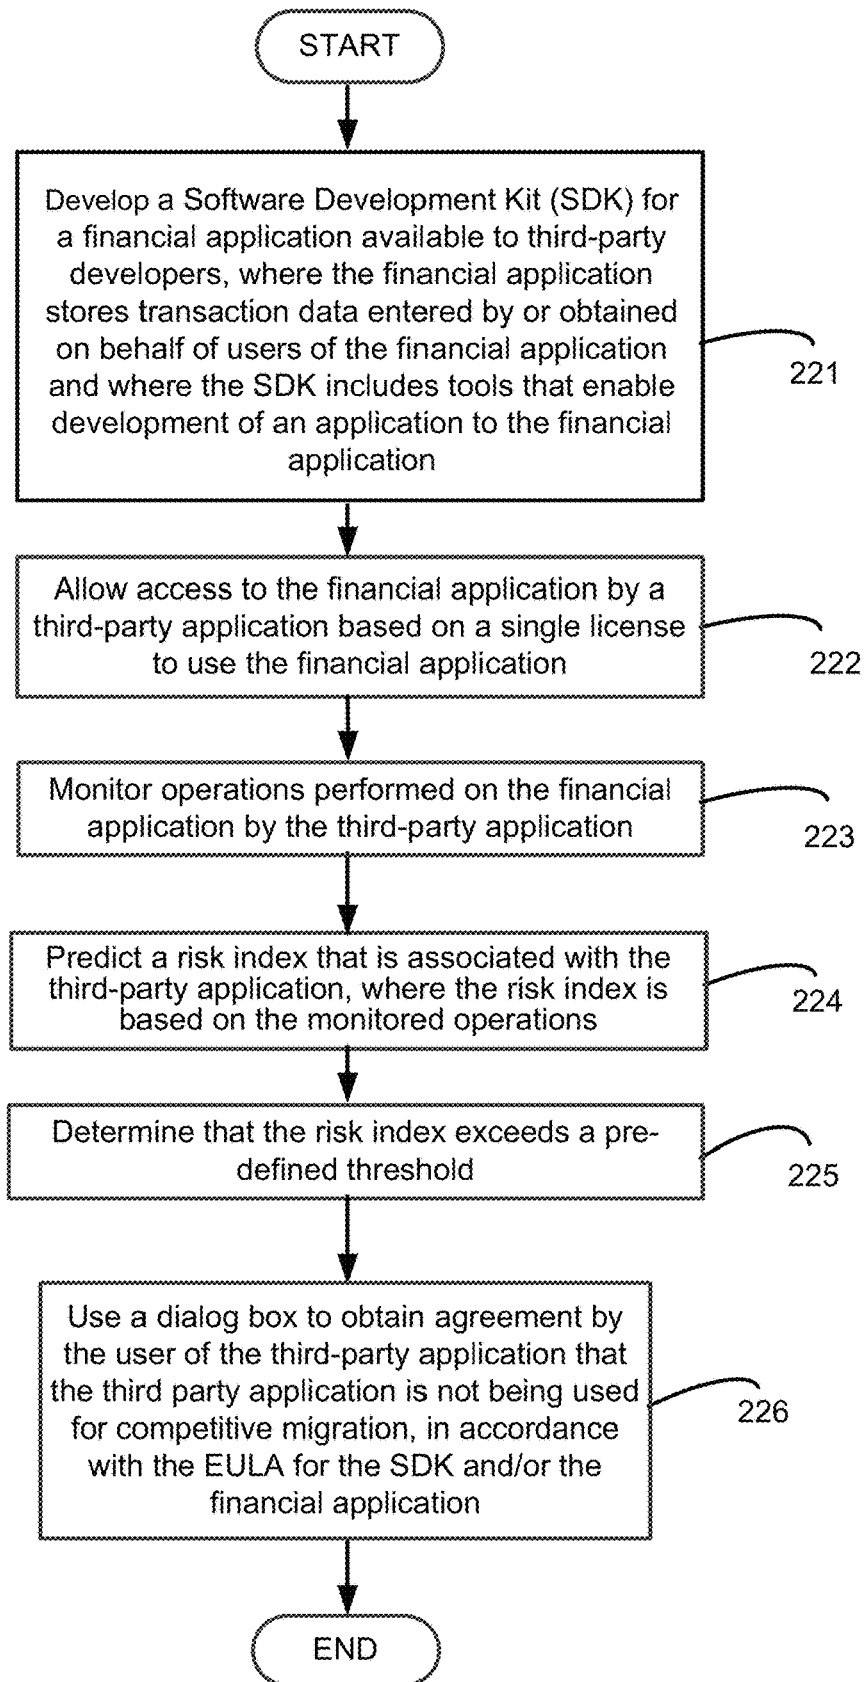 START
Develop a Software Development Kit (SDK) for
a financial application available to third-party
developers, where the financial application
stores transaction data entered by or obtained
on behalf of users of the financial application
and where the SDK includes tools that enable
development of an application to the financial
application
221
Allow access to the financial application by a
third-party application based on a single license
to use the financial application
222
Monitor operations performed on the financial
application by the third-party application
223
Predict a risk index that is associated with the
third-party application, where the risk index is
based on the monitored operations
224
Determine that the risk index exceeds a pre-
defined threshold
225
Use a dialog box to obtain agreement by
the user of the third-party application that
the third party application is not being used
for competitive migration, in accordance
with the EULA for the SDK and/or the
financial application
226
END